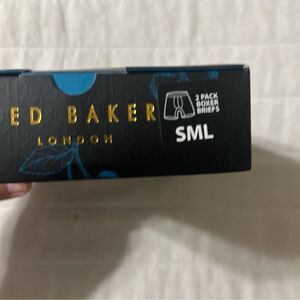 ED BAKER
LONDON
2 PACK
BOXER
BRIEFS
SML